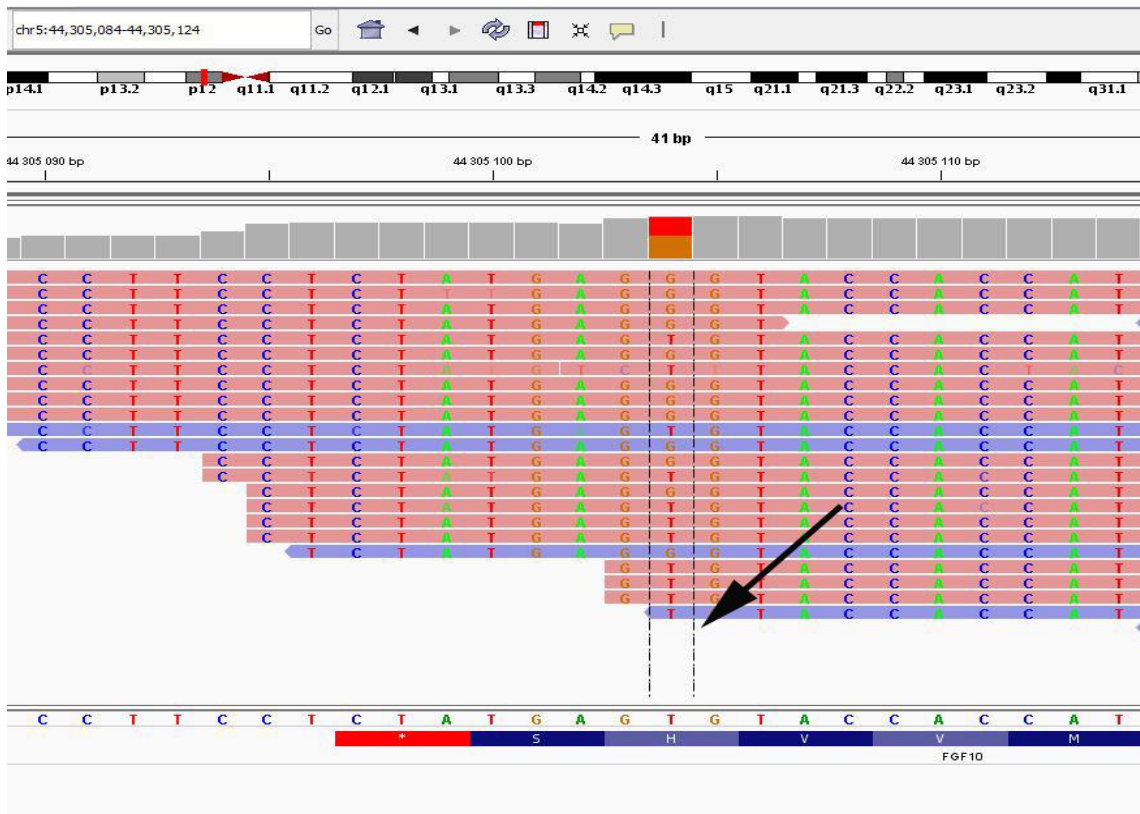 chr5:44,305,084-44,305,124 Go
p14.1 p13.2 p12 q11.1 q11.2 q12.1 q13.1 q13.3 q14.2 q14.3 q15 q21.1 q21.3 q22.2 q23.1 q23.2 q31.1
41 bp
44 305 090 bp 44 305 100 bp 44 305 110 bp
C C T T C C T C T A T G A G G G T A C C A C C A T
C C T T C C T C T G A G G G T A C C A C C A T
C C T T C C T C T A T G A G G G T A C C A C C A T
C C T T C C T C T A T G A G G G T
C C T T C C T C T A T G A G T G T A C C A C C A T
C C T T C C T C T A T G A G G G T A C C A C C A T
C C T T C C T C T A T G T C T T T A C C A C T A C
C C T T C C T C T A T G A G G G T A C C A C C A T
C C T T C C T C T A T G A G G G T A C C A C C A T
C C T T C C T C T A T G A G G G T A C C A C C A T
C C T T C C T C T A T G G T G T A C C A C C A T
C C T T C C T C T A T G A G G G T A C C A C C A T
C C T C T A T G A G G G T A C C A C C A T
C C T C T A T G A G T G T A C C A C C A T
C T C T A T G A G G G T A C C A C C A T
C T C T A T G A G T G T A C C A C C A T
C T C T A T G A G T G T A C C A C C A T
C T C T A T G A G T G T A C C A C C A T
T C T A T G A G G G T A C C A C C A T
G T G T A C C A C C A T
G T G T A C C A C C A T
G T G T A C C A C C A T
T T A C C A C C A T
C C T T C C T C T A T G A G T G T A C C A C C A T
* S H V V M
FGF10